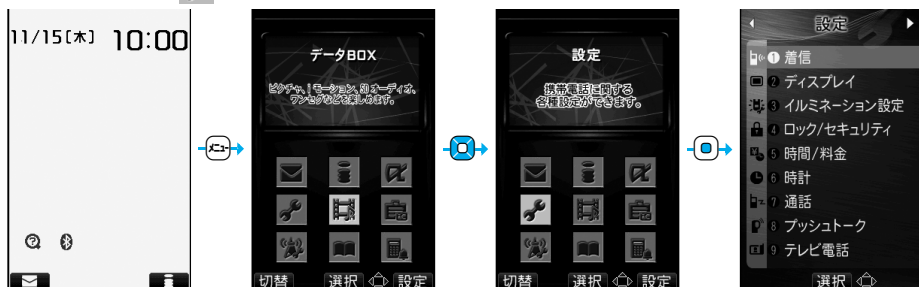 11/15[木] 10:00
メニュー
データBOX
ピクチャ、iモーション、SDオーディオ、
ワンセグなどを楽しめます。
切替 選択 設定
設定
携帯電話に関する
各種設定ができます。
切替 選択 設定
設定
1 着信
2 ディスプレイ
3 イルミネーション設定
4 ロック/セキュリティ
5 時間/料金
6 時計
7 通話
8 プッシュトーク
9 テレビ電話
選択